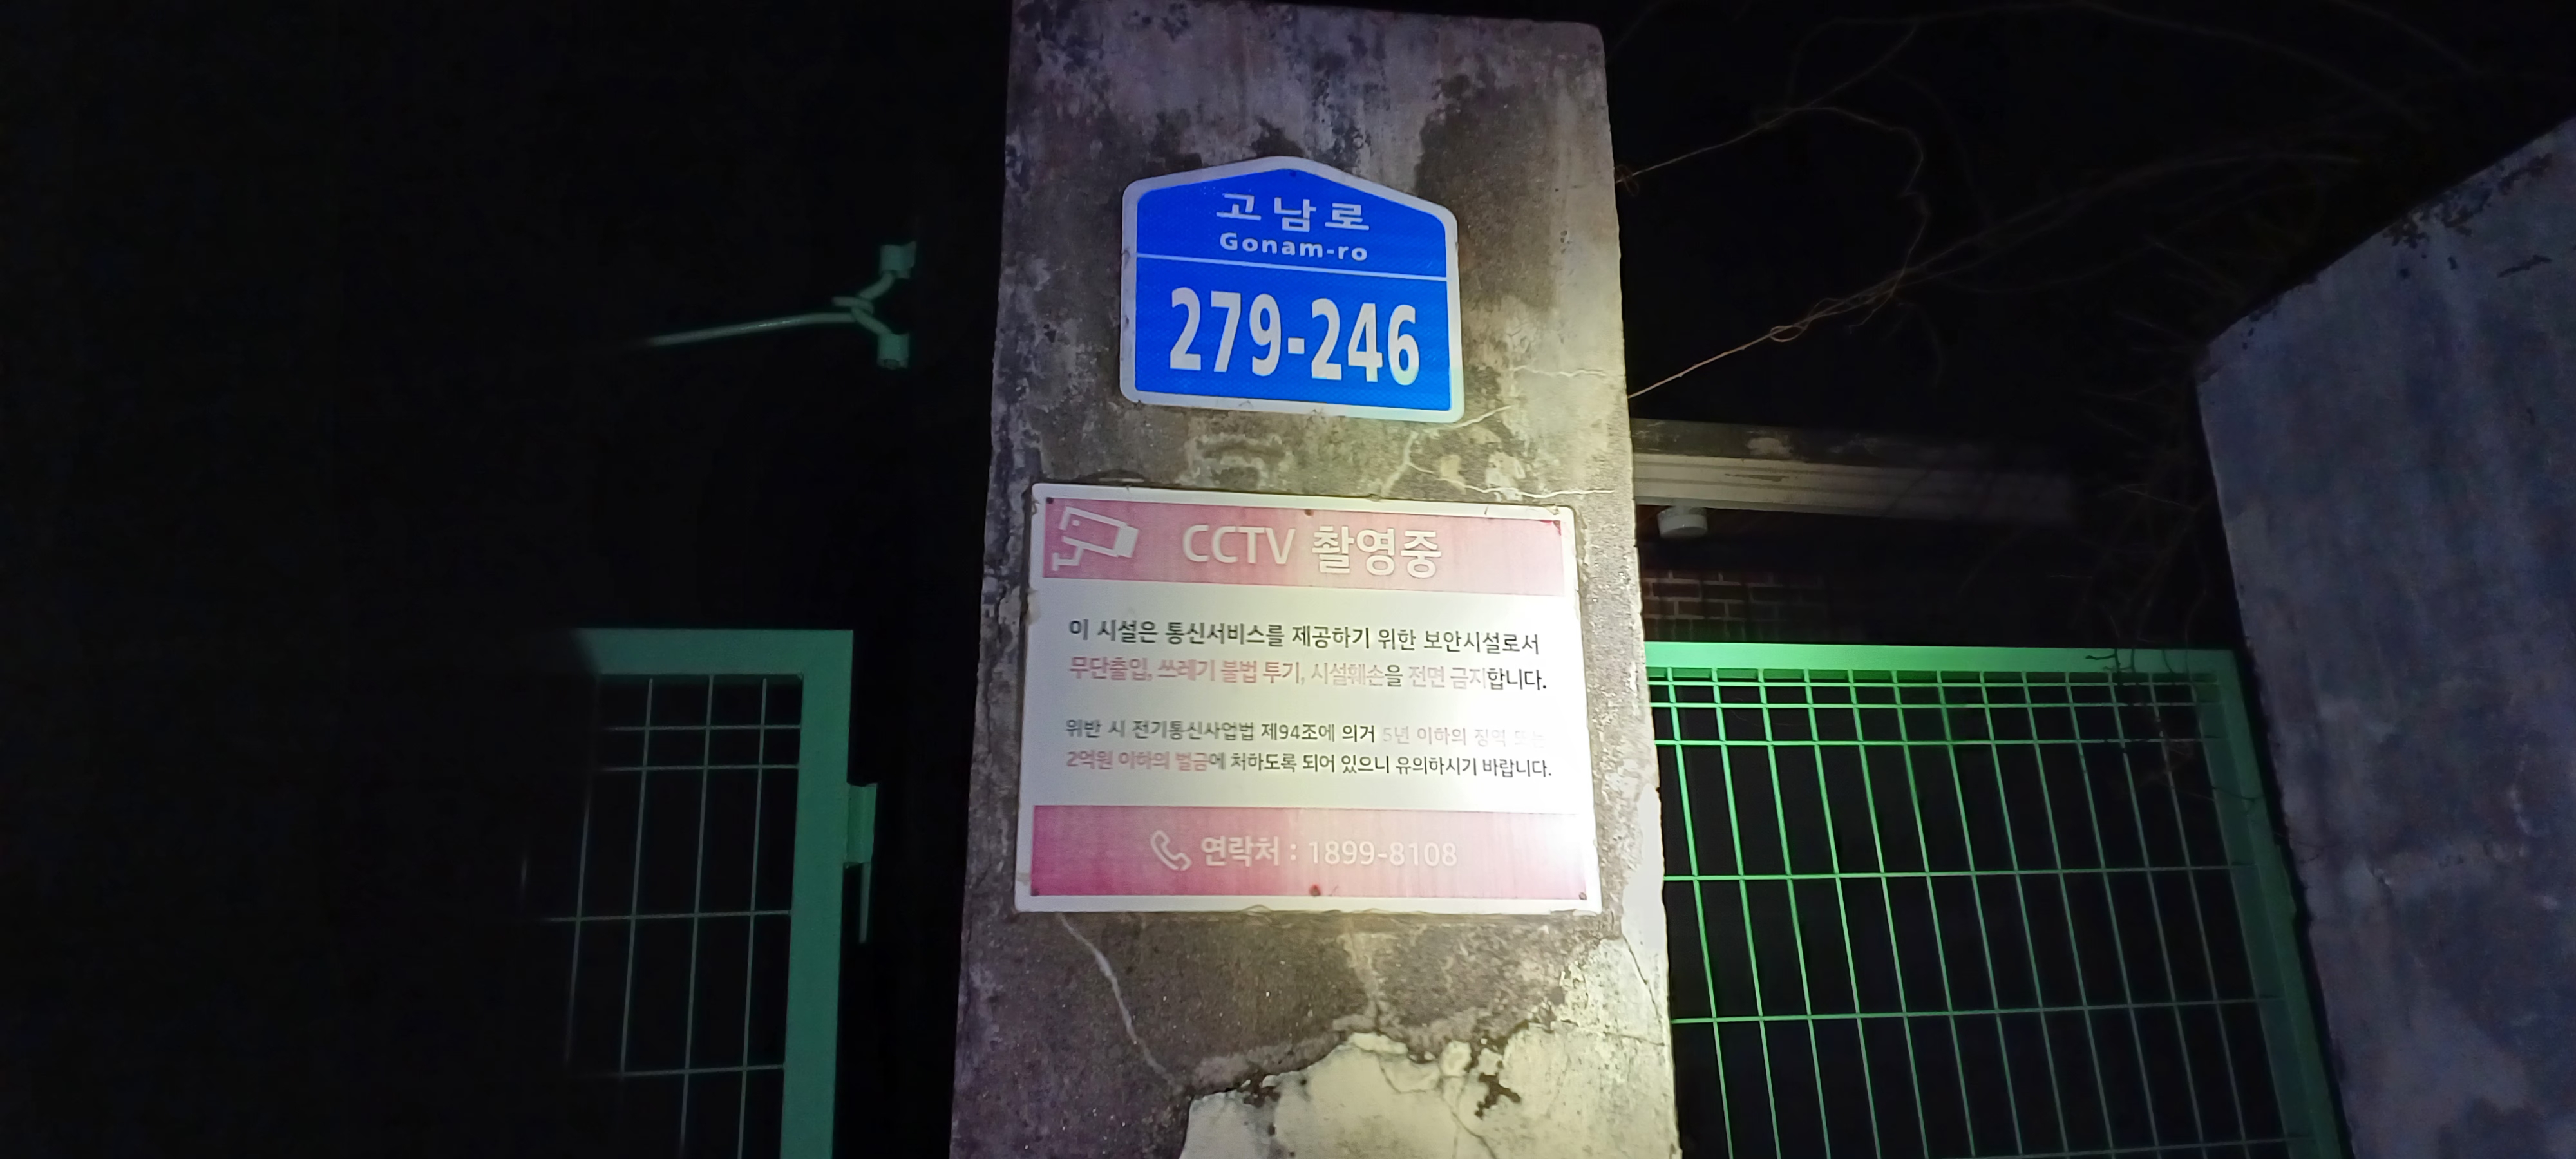 고남로
Gonam-ro
279-246
CCTV 촬영중
이 시설은 통신서비스를 제공하기 위한 보안시설로서
무단출입, 쓰레기 불법 투기, 시설훼손을 전면 금지합니다.
위반 시 전기통신사업법 제94조에 의거 5년 이하의 징역 또는
2억원 이하의 벌금에 처하도록 되어 있으니 유의하시기 바랍니다.
연락처 : 1899-8108